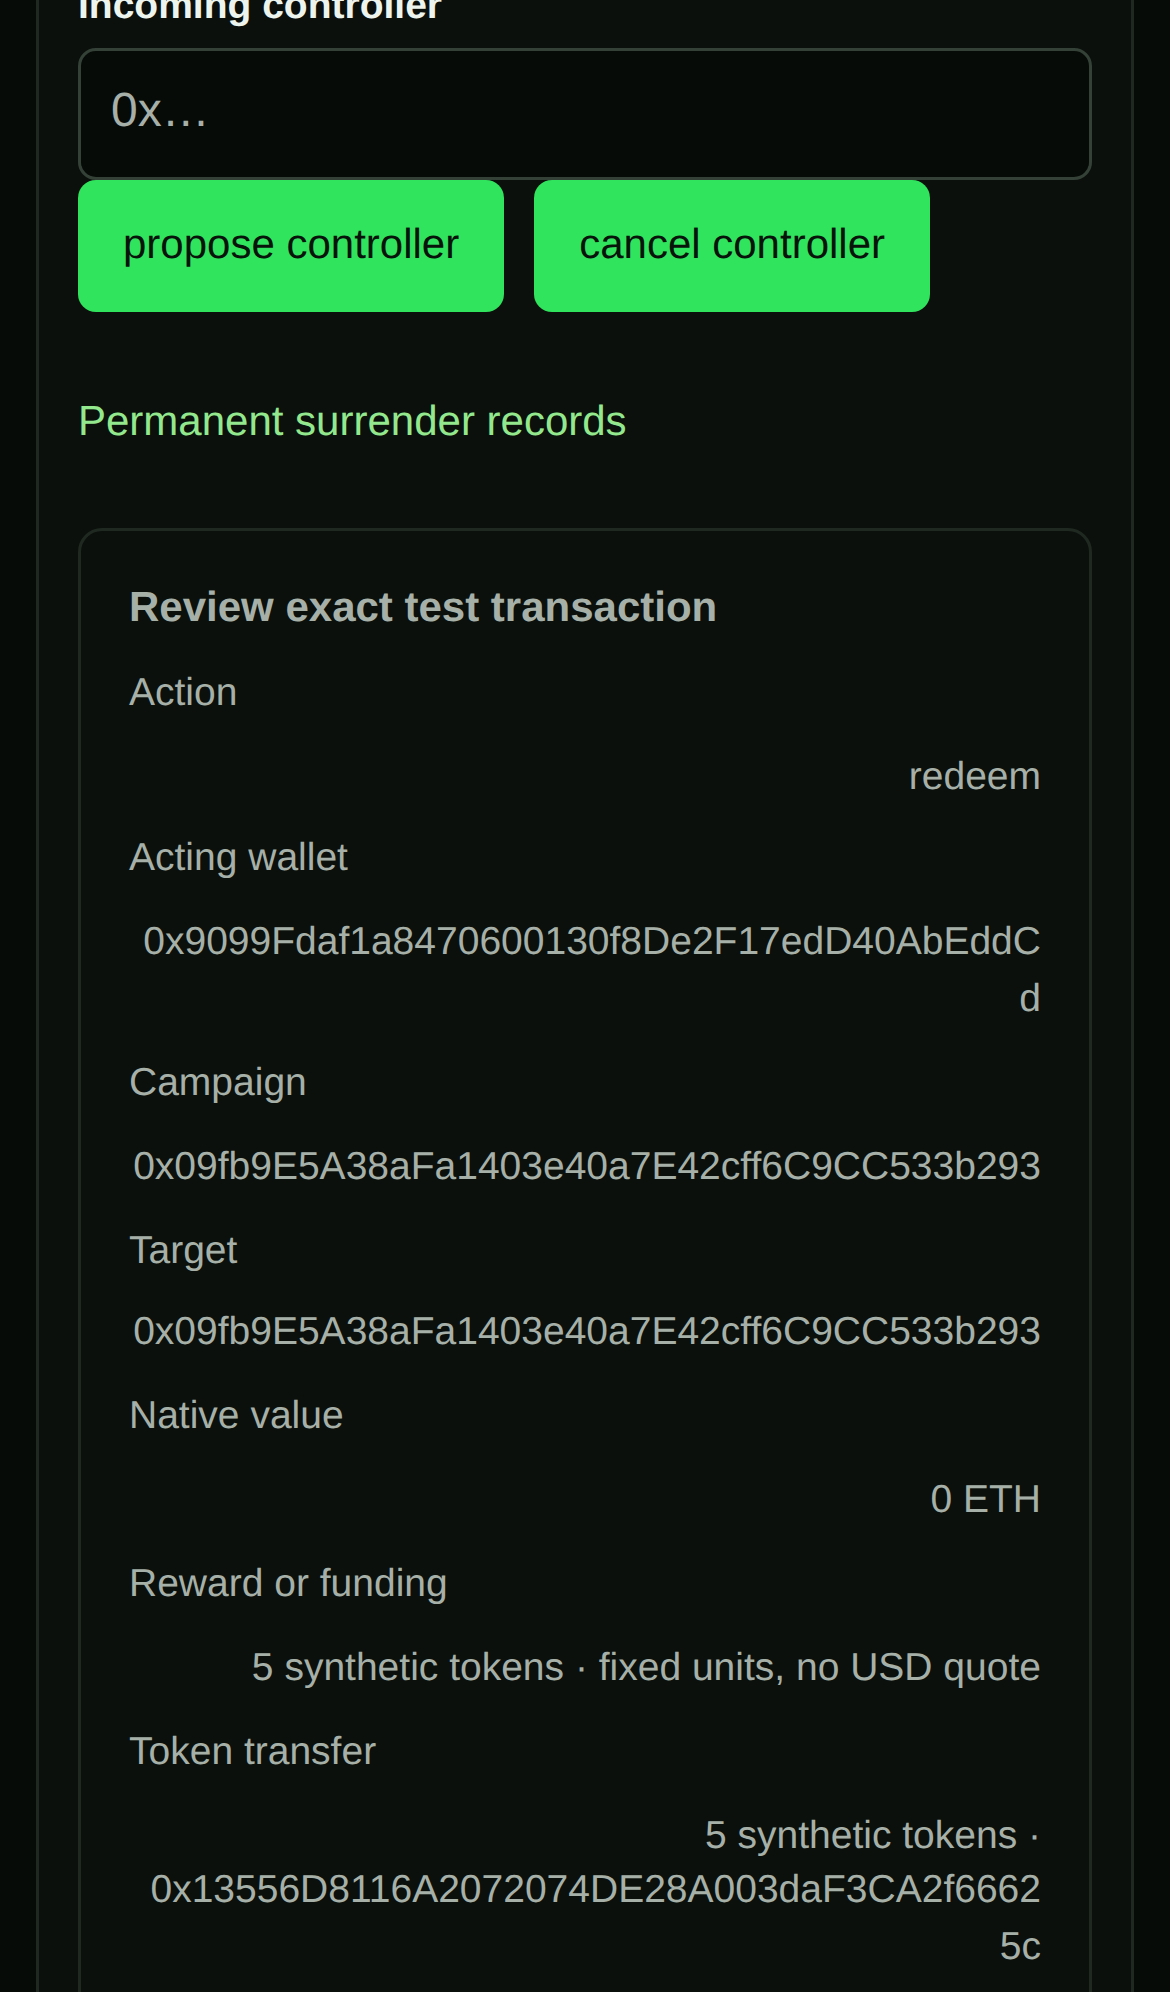 Incoming controller
0x…
propose controller
cancel controller
Permanent surrender records
Review exact test transaction
Action
redeem
Acting wallet
0x9099Fdaf1a8470600130f8De2F17edD40AbEddC
d
Campaign
0x09fb9E5A38aFa1403e40a7E42cff6C9CC533b293
Target
0x09fb9E5A38aFa1403e40a7E42cff6C9CC533b293
Native value
0 ETH
Reward or funding
5 synthetic tokens · fixed units, no USD quote
Token transfer
5 synthetic tokens ·
0x13556D8116A2072074DE28A003daF3CA2f6662
5c